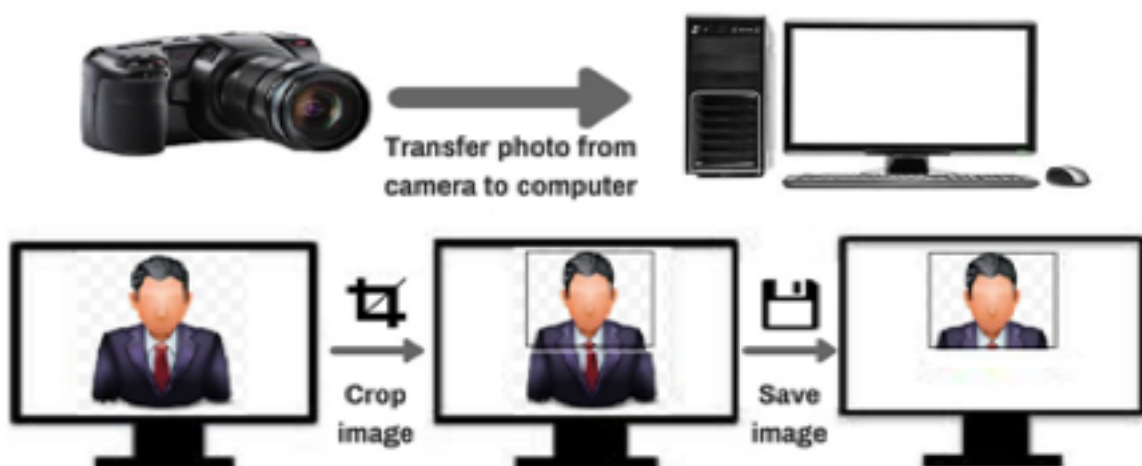 Transfer photo from
camera to computer
Crop
image
Save
image